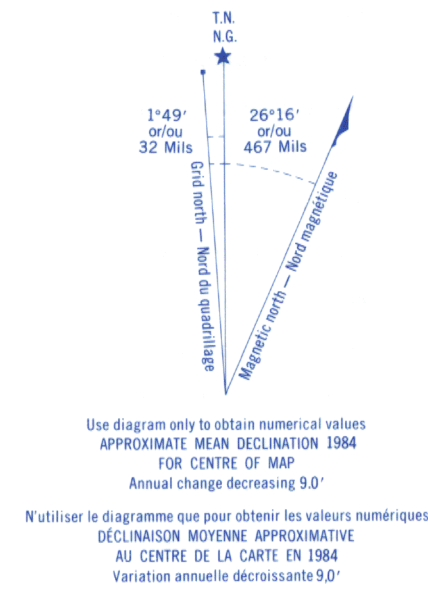 T.N.
N.G.
1°49′
or/ou
32 Mils
26°16′
or/ou
467 Mils
Grid north — Nord du quadrillage
Magnetic north — Nord magnétique
Use diagram only to obtain numerical values
APPROXIMATE MEAN DECLINATION 1984
FOR CENTRE OF MAP
Annual change decreasing 9.0′
N'utiliser le diagramme que pour obtenir les valeurs numériques
DÉCLINAISON MOYENNE APPROXIMATIVE
AU CENTRE DE LA CARTE EN 1984
Variation annuelle décroissante 9,0′